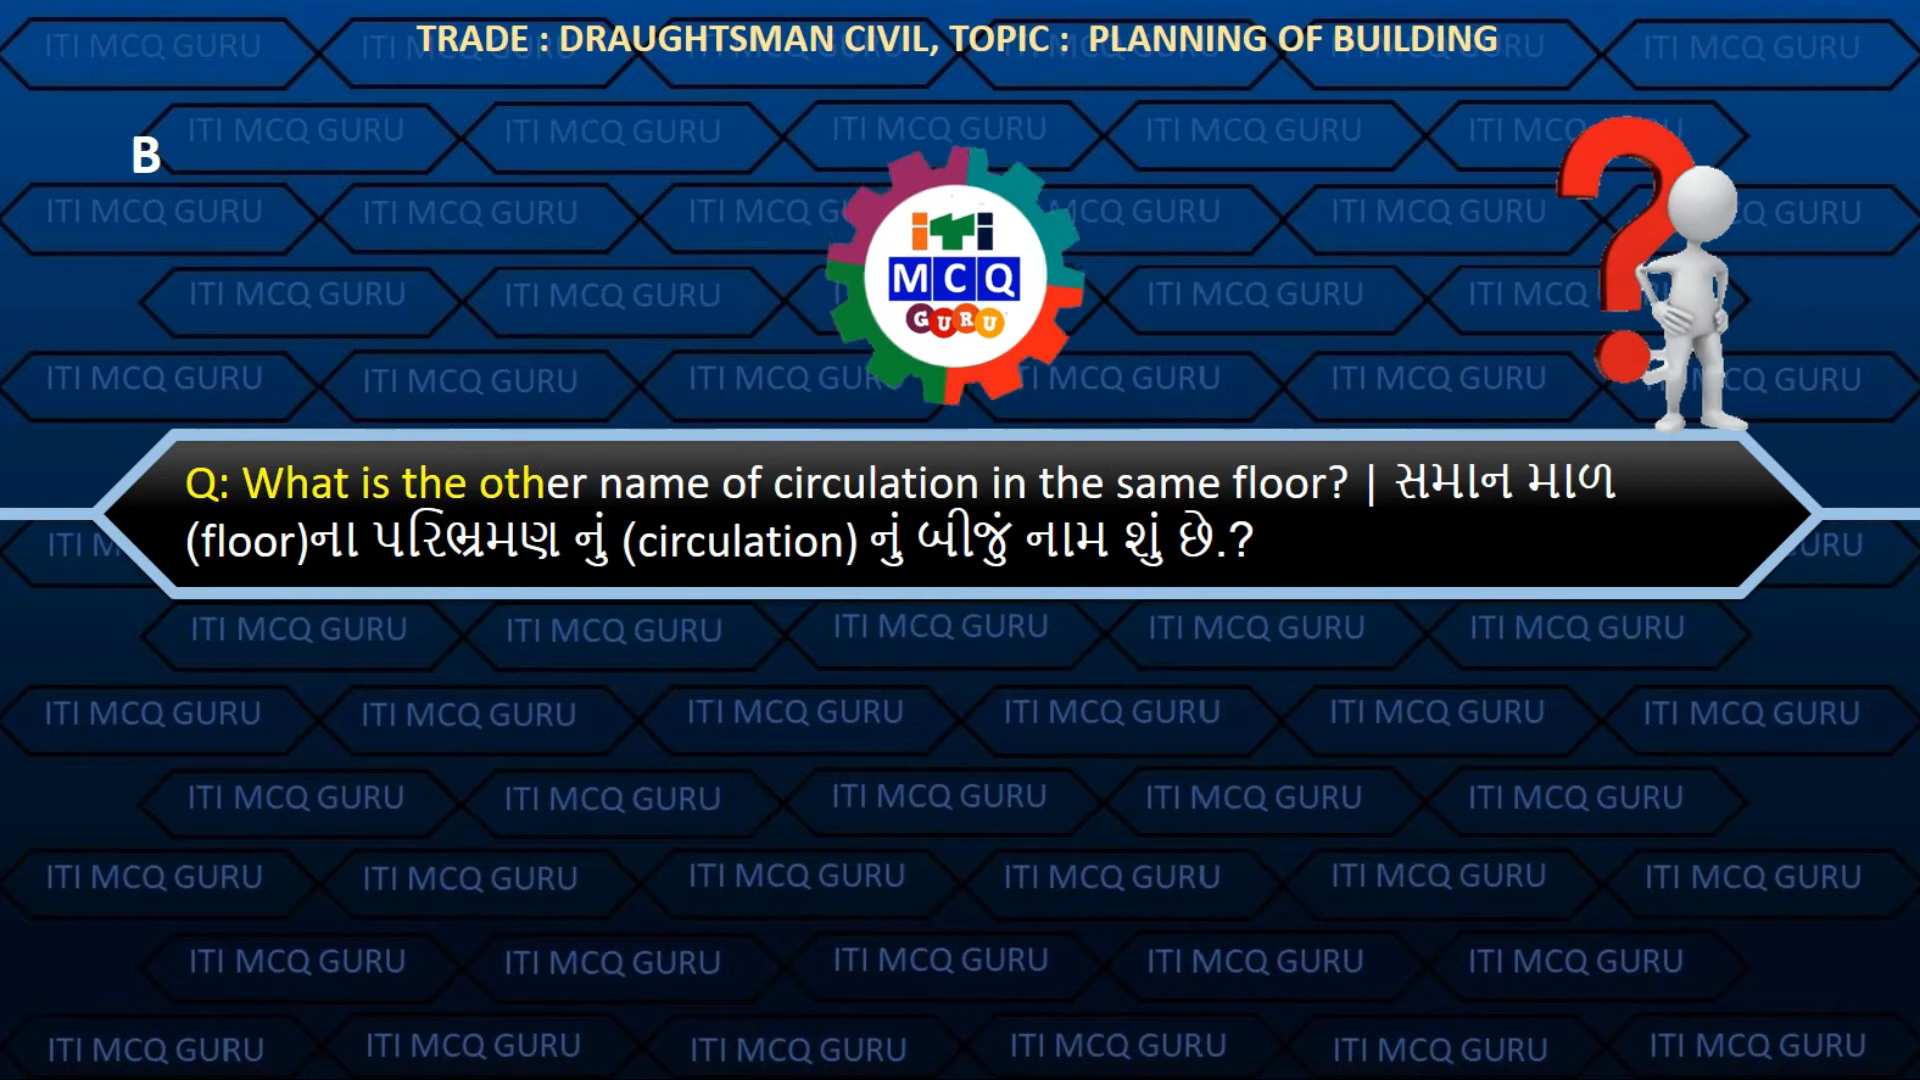 TRADE : DRAUGHTSMAN CIVIL, TOPIC :  PLANNING OF BUILDING
B
iTi
MCQ
GURU
Q: What is the other name of circulation in the same floor? | સમાન માળ
(floor)ના પરિભ્રમણ નું (circulation) નું બીજું નામ શું છે.?
ITI MCQ GURU